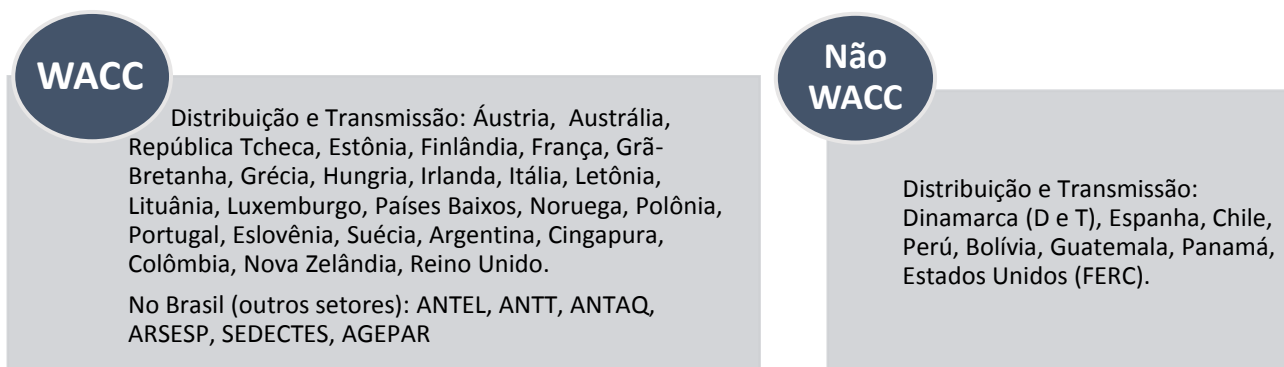 WACC
Distribuição e Transmissão: Áustria, Austrália,
República Tcheca, Estônia, Finlândia, França, Grã-
Bretanha, Grécia, Hungria, Irlanda, Itália, Letônia,
Lituânia, Luxemburgo, Países Baixos, Noruega, Polônia,
Portugal, Eslovênia, Suécia, Argentina, Cingapura,
Colômbia, Nova Zelândia, Reino Unido.
No Brasil (outros setores): ANTEL, ANTT, ANTAQ,
ARSESP, SEDECTES, AGEPAR
Não
WACC
Distribuição e Transmissão:
Dinamarca (D e T), Espanha, Chile,
Perú, Bolívia, Guatemala, Panamá,
Estados Unidos (FERC).